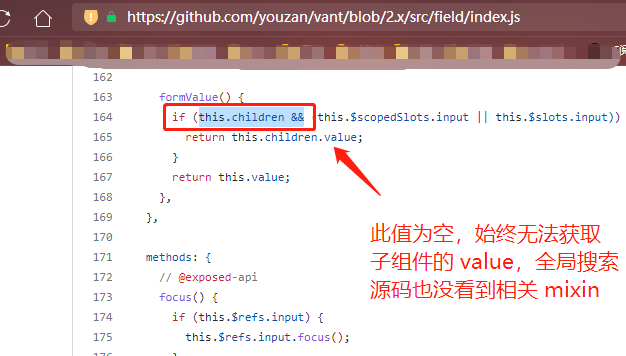 https://github.com/youzan/vant/blob/2.x/src/field/index.js
162
163 formValue() {
164 if (this.children && (this.$scopedSlots.input || this.$slots.input))
165 return this.children.value;
166 }
167 return this.value;
168 },
169 },
170
171 methods: {
172 // @exposed-api
173 focus() {
174 if (this.$refs.input) {
175 this.$refs.input.focus();
176 }
此值为空，始终无法获取
子组件的 value，全局搜索
源码也没看到相关 mixin